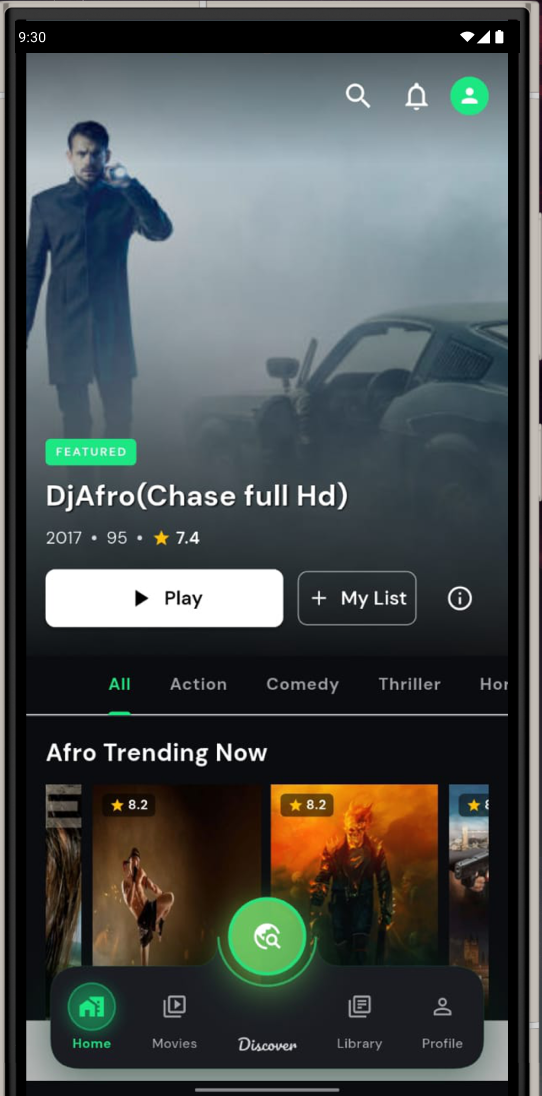 9:30
FEATURED
DjAfro(Chase full Hd)
2017 • 95 • ★ 7.4
Play
+ My List
All Action Comedy Thriller Hor
Afro Trending Now
E ★ 8.2 ★ 8.2 ★ 8
Home Movies Discover Library Profile